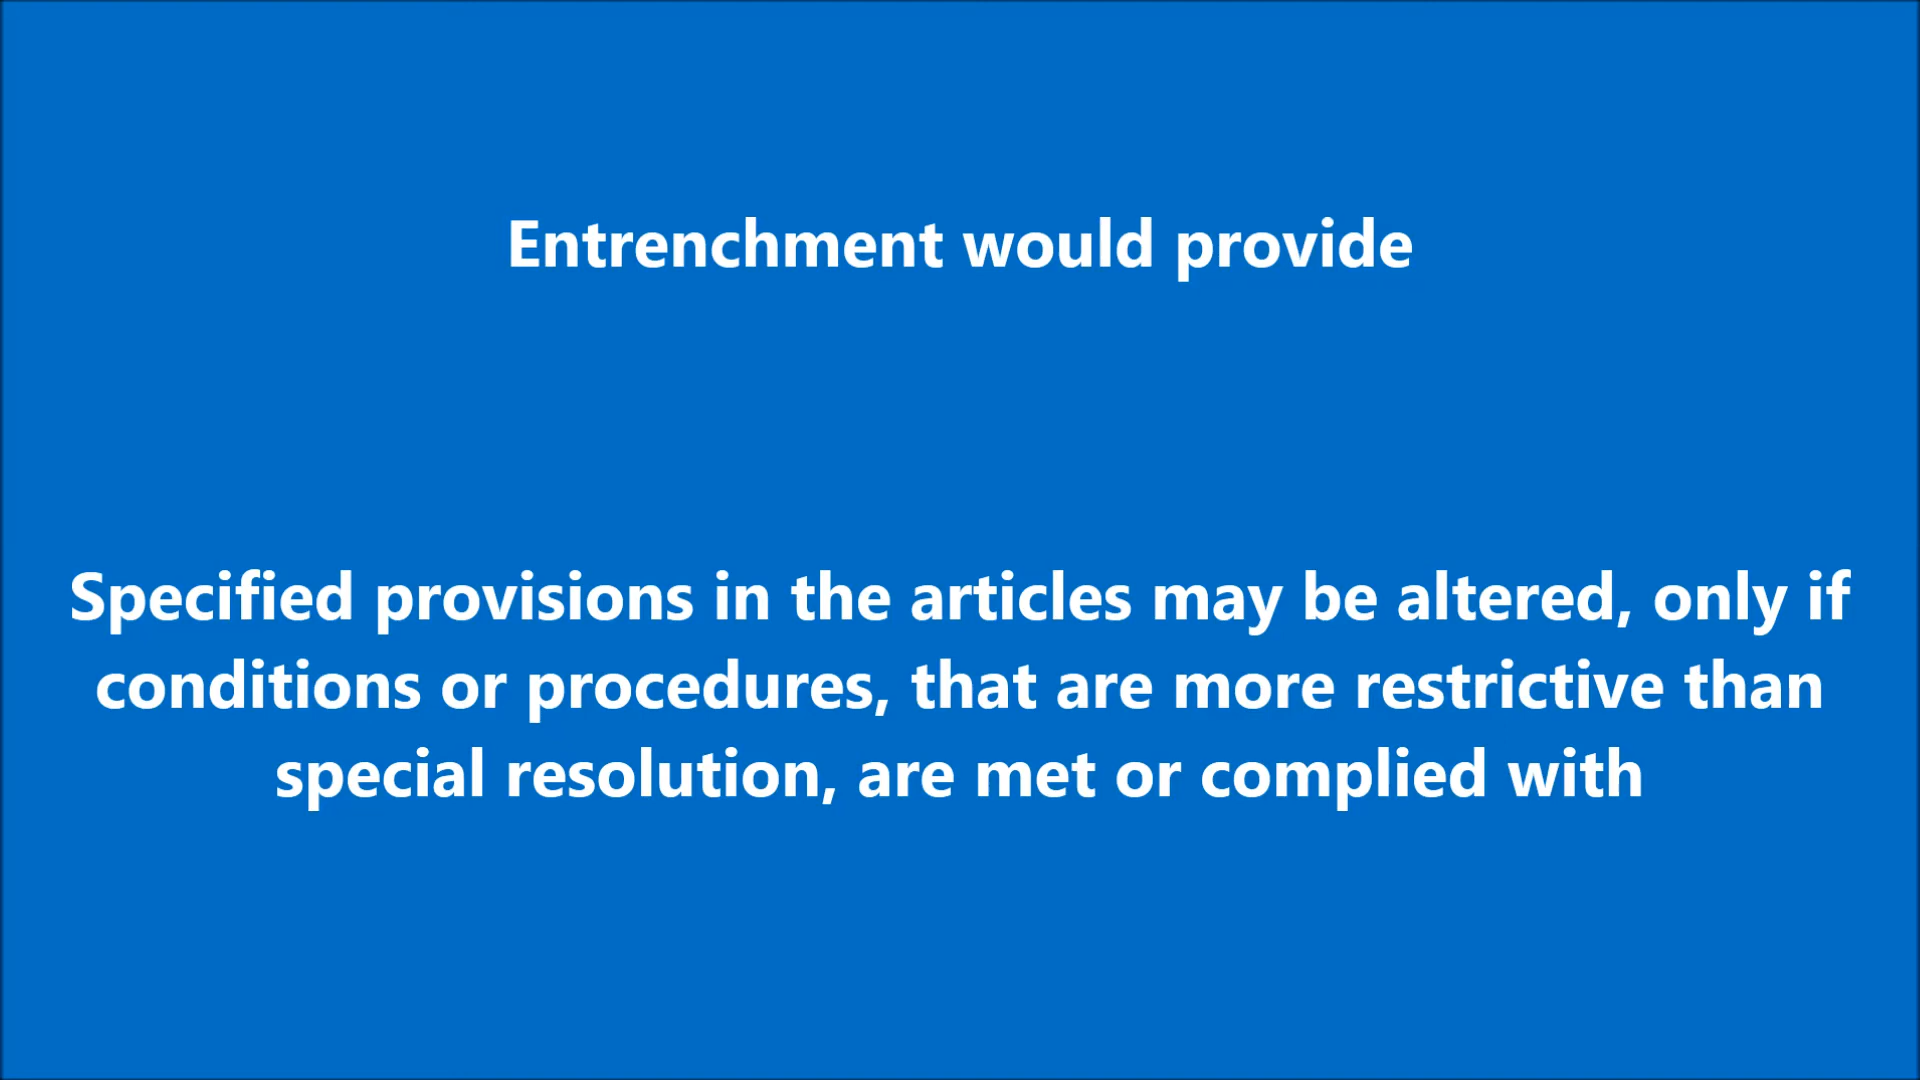 Entrenchment would provide
Specified provisions in the articles may be altered, only if
conditions or procedures, that are more restrictive than
special resolution, are met or complied with